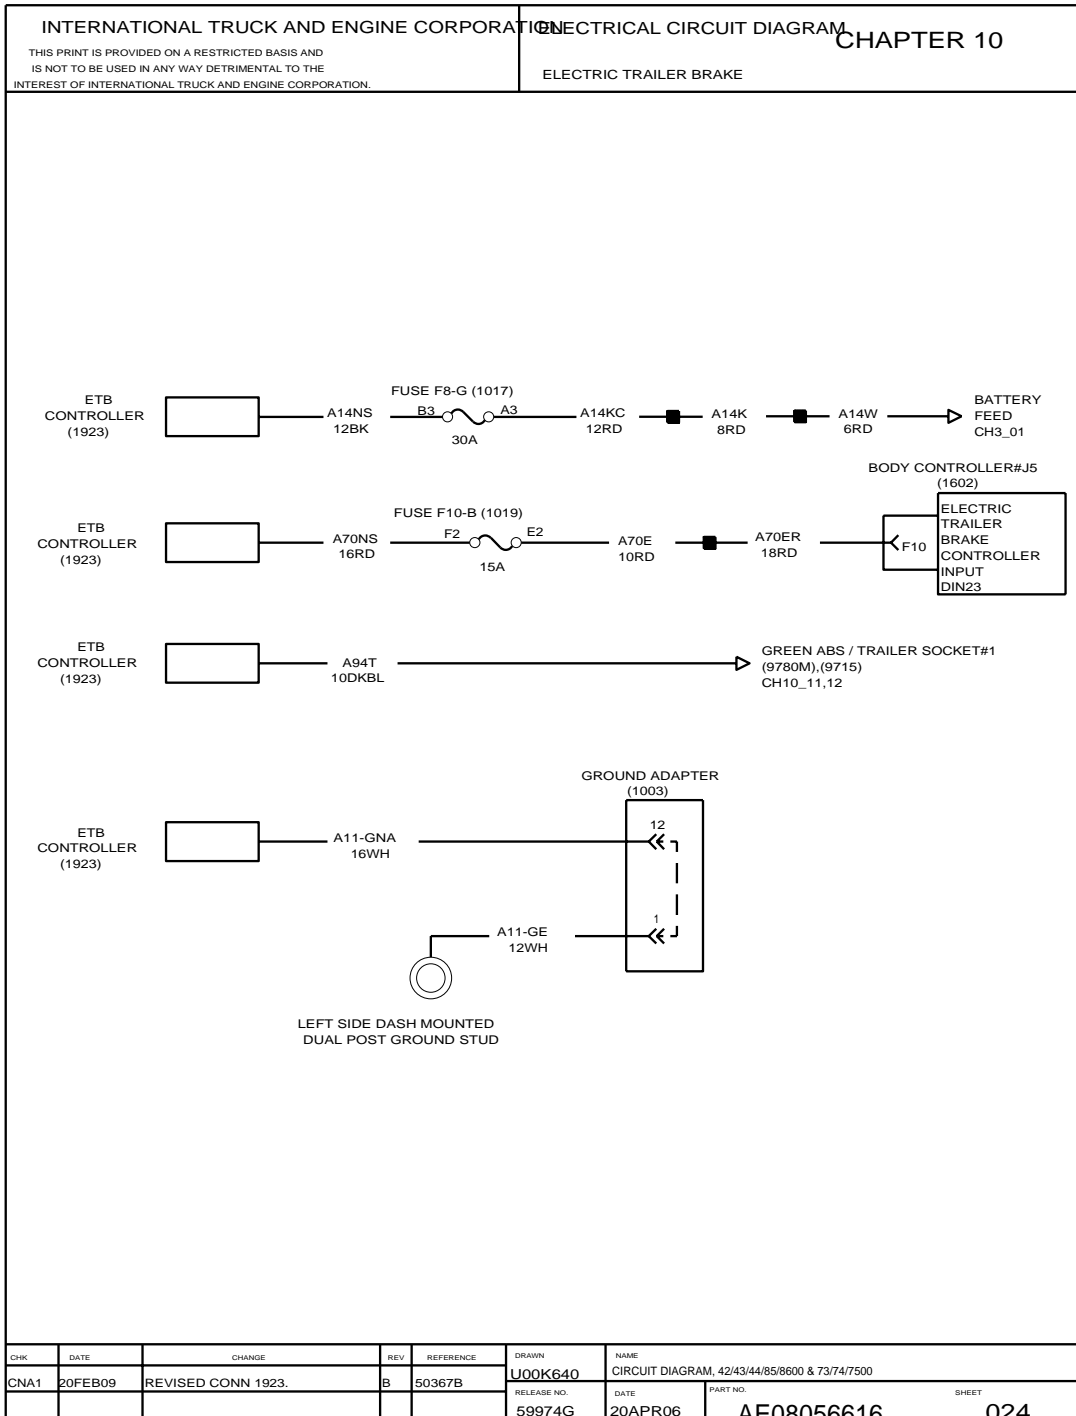 INTERNATIONAL TRUCK AND ENGINE CORPORATION
THIS PRINT IS PROVIDED ON A RESTRICTED BASIS AND
IS NOT TO BE USED IN ANY WAY DETRIMENTAL TO THE
INTEREST OF INTERNATIONAL TRUCK AND ENGINE CORPORATION.
ELECTRICAL CIRCUIT DIAGRAM
CHAPTER 10
ELECTRIC TRAILER BRAKE
ETB
CONTROLLER
(1923)
A14NS
12BK
FUSE F8-G (1017)
B3
A3
30A
A14KC
12RD
A14K
8RD
A14W
6RD
BATTERY
FEED
CH3_01
ETB
CONTROLLER
(1923)
A70NS
16RD
FUSE F10-B (1019)
F2
E2
15A
A70E
10RD
A70ER
18RD
BODY CONTROLLER#J5
(1602)
F10
ELECTRIC
TRAILER
BRAKE
CONTROLLER
INPUT
DIN23
ETB
CONTROLLER
(1923)
A94T
10DKBL
GREEN ABS / TRAILER SOCKET#1
(9780M),(9715)
CH10_11,12
GROUND ADAPTER
(1003)
ETB
CONTROLLER
(1923)
A11-GNA
16WH
12
1
A11-GE
12WH
LEFT SIDE DASH MOUNTED
DUAL POST GROUND STUD
CHK DATE CHANGE REV REFERENCE
CNA1 20FEB09 REVISED CONN 1923. B 50367B
DRAWN
U00K640
NAME
CIRCUIT DIAGRAM, 42/43/44/85/8600 & 73/74/7500
RELEASE NO.
59974G
DATE
20APR06
PART NO.
AE08056616
SHEET
024